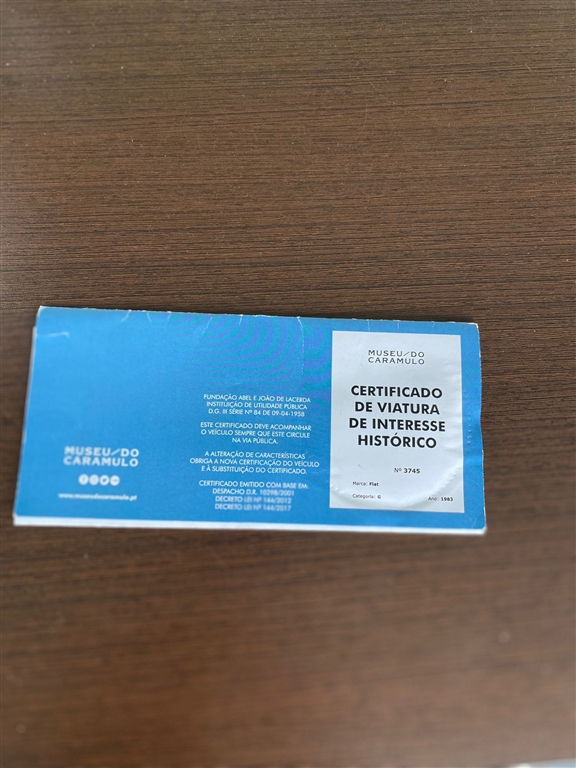 MUSEU DO
CARAMULO
www.museudocaramulo.pt
FUNDAÇÃO ABEL E JOÃO DE LACERDA
INSTITUIÇÃO DE UTILIDADE PÚBLICA
D.G. III SÉRIE Nº 84 DE 09-04-1958
ESTE CERTIFICADO DEVE ACOMPANHAR
O VEÍCULO SEMPRE QUE ESTE CIRCULE
NA VIA PÚBLICA.
A ALTERAÇÃO DE CARACTERÍSTICAS
OBRIGA A NOVA CERTIFICAÇÃO DO VEÍCULO
E À SUBSTITUIÇÃO DO CERTIFICADO.
CERTIFICADO EMITIDO COM BASE EM:
DESPACHO D.R. 10298/2001
DECRETO LEI Nº 144/2012
DECRETO LEI Nº 144/2017
MUSEU/DO
CARAMULO
CERTIFICADO
DE VIATURA
DE INTERESSE
HISTÓRICO
Nº 3745
Marca: Fiat
Categoria: G Ano: 1983